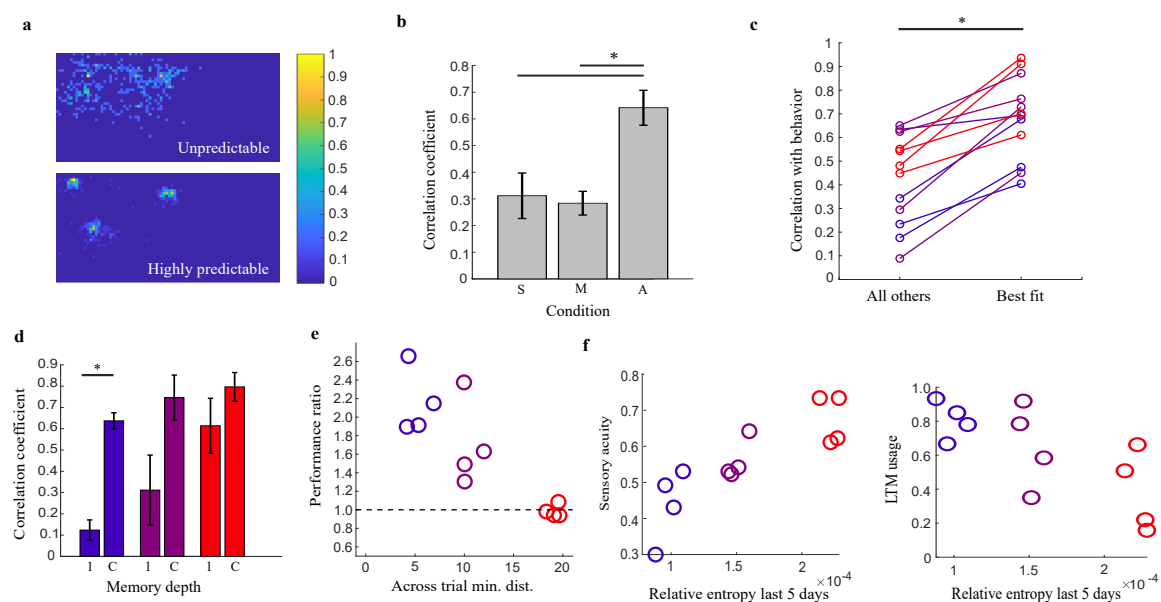 a
Unpredictable
Highly predictable
1
0.9
0.8
0.7
0.6
0.5
0.4
0.3
0.2
0.1
0
b
*
0.8
0.7
0.6
0.5
0.4
0.3
0.2
0.1
0
Correlation coefficient
S M A
Condition
c
*
1
0.9
0.8
0.7
0.6
0.5
0.4
0.3
0.2
0.1
0
Correlation with behavior
All others Best fit
d
*
0.9
0.8
0.7
0.6
0.5
0.4
0.3
0.2
0.1
0
Correlation coefficient
1 C 1 C 1 C
Memory depth
e
2.6
2.4
2.2
2.0
1.8
1.6
1.4
1.2
1.0
0.8
0.6
Performance ratio
0 5 10 15 20
Across trial min. dist.
f
0.8
0.7
0.6
0.5
0.4
0.3
Sensory acuity
1 1.5 2
×10⁻⁴
Relative entropy last 5 days
1.0
0.8
0.6
0.4
0.2
0
LTM usage
1 1.5 2
×10⁻⁴
Relative entropy last 5 days